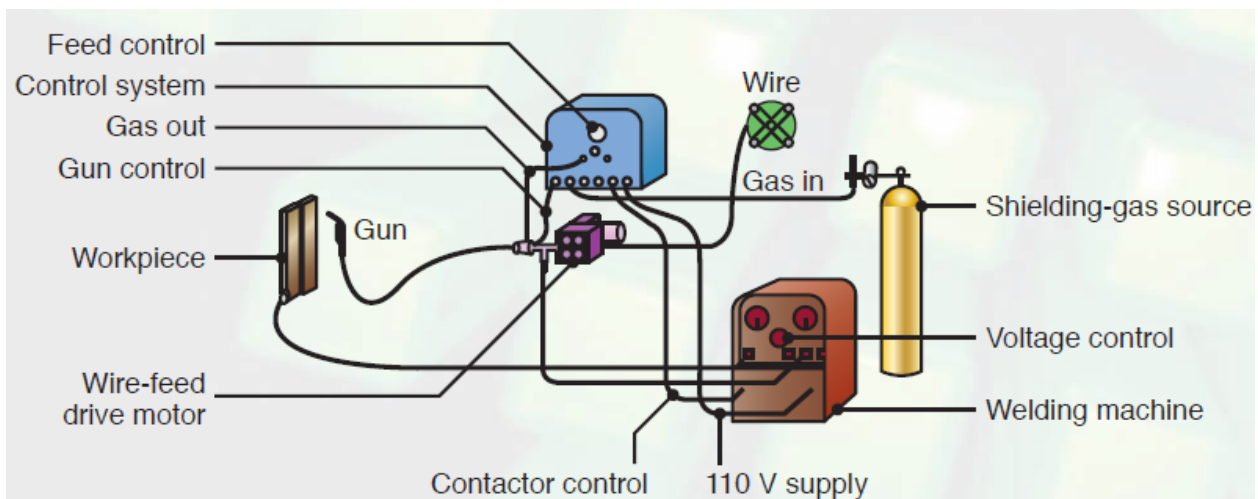 Feed control
Control system
Gas out
Gun control
Wire
Gas in
Gun
Shielding-gas source
Workpiece
Voltage control
Wire-feed
drive motor
Welding machine
Contactor control
110 V supply